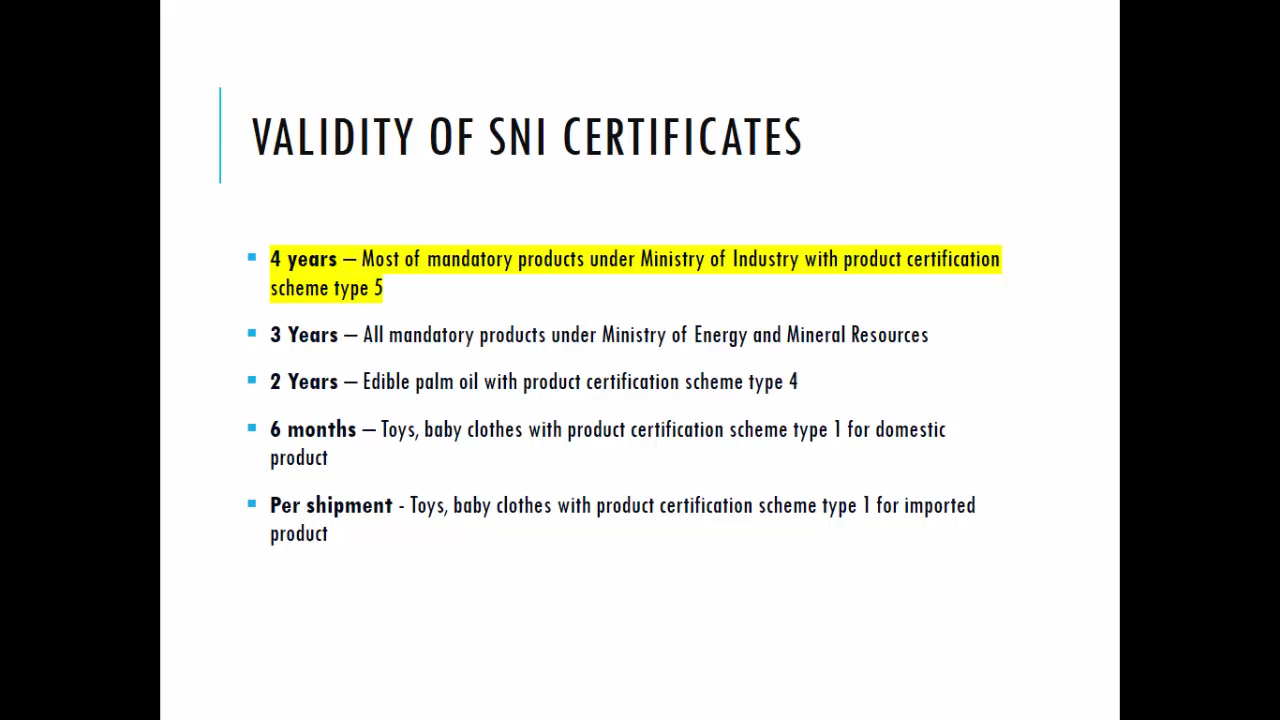 VALIDITY OF SNI CERTIFICATES
4 years – Most of mandatory products under Ministry of Industry with product certification
scheme type 5
3 Years – All mandatory products under Ministry of Energy and Mineral Resources
2 Years – Edible palm oil with product certification scheme type 4
6 months – Toys, baby clothes with product certification scheme type 1 for domestic
product
Per shipment - Toys, baby clothes with product certification scheme type 1 for imported
product